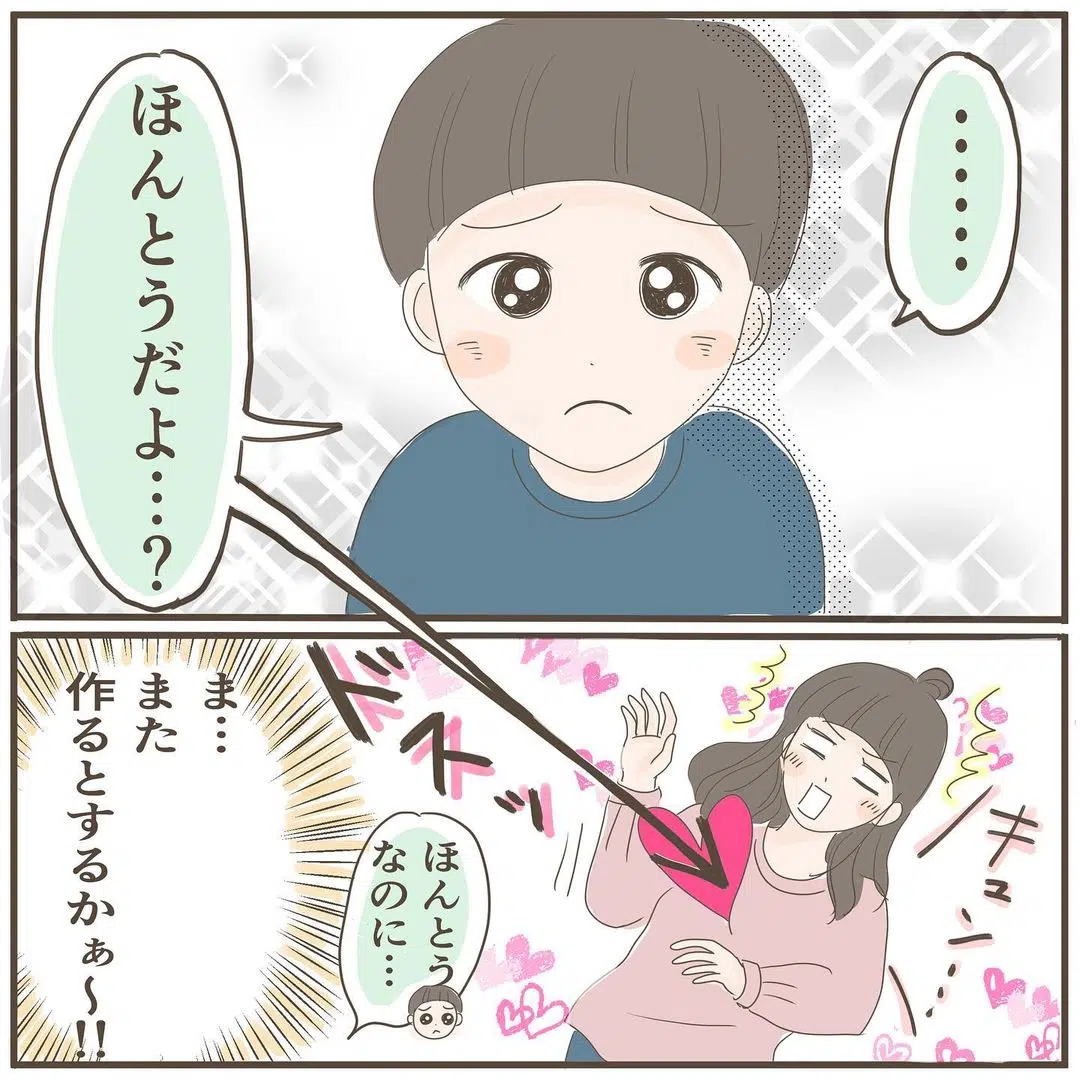 ・・・・・・
ほんとうだよ…？
キュン…
ドスッ
ほんとう
なのに…
ま…
また
作るとするかぁ〜!!